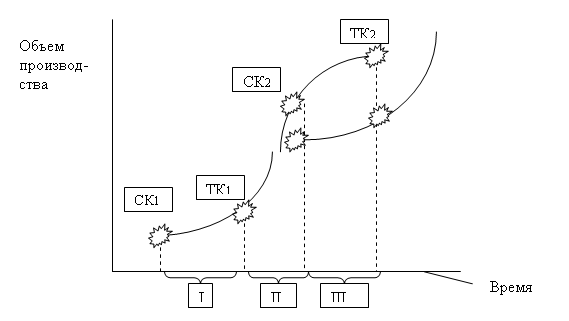 Объем
производ-
ства
ТК2
СК2
ТК1
СК1
I
II
III
Время